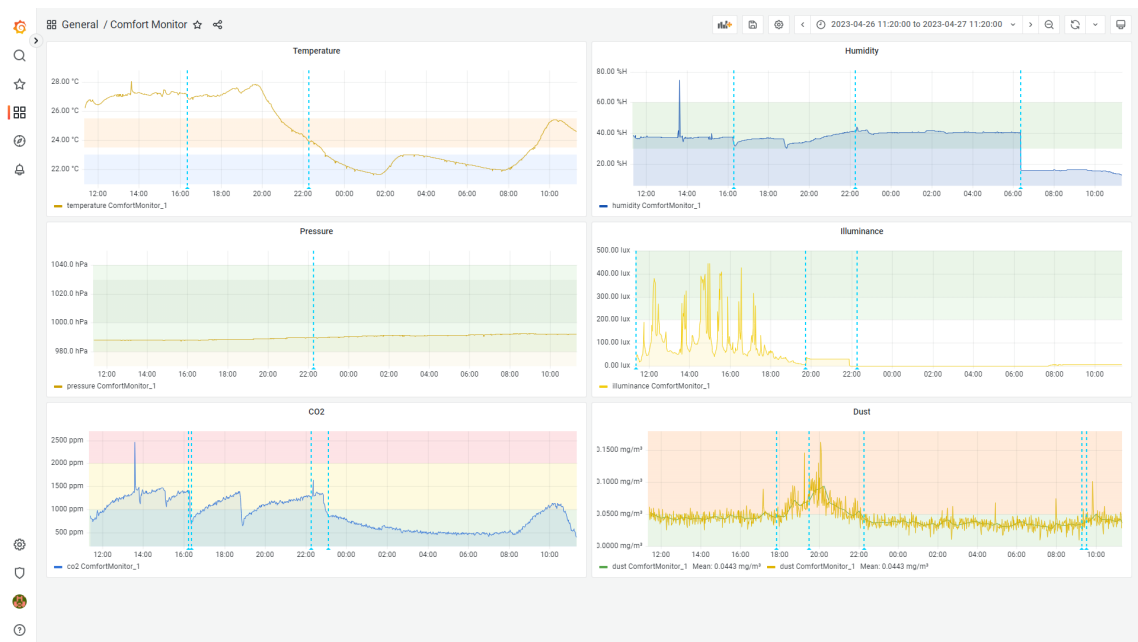 General / Comfort Monitor
2023-04-26 11:20:00 to 2023-04-27 11:20:00
Temperature
28.00 °C
26.00 °C
24.00 °C
22.00 °C
12:00 14:00 16:00 18:00 20:00 22:00 00:00 02:00 04:00 06:00 08:00 10:00
temperature ComfortMonitor_1
Humidity
80.00 %H
60.00 %H
40.00 %H
20.00 %H
12:00 14:00 16:00 18:00 20:00 22:00 00:00 02:00 04:00 06:00 08:00 10:00
humidity ComfortMonitor_1
Pressure
1040.0 hPa
1020.0 hPa
1000.0 hPa
980.0 hPa
12:00 14:00 16:00 18:00 20:00 22:00 00:00 02:00 04:00 06:00 08:00 10:00
pressure ComfortMonitor_1
Illuminance
500.00 lux
400.00 lux
300.00 lux
200.00 lux
100.00 lux
0.00 lux
12:00 14:00 16:00 18:00 20:00 22:00 00:00 02:00 04:00 06:00 08:00 10:00
illuminance ComfortMonitor_1
CO2
2500 ppm
2000 ppm
1500 ppm
1000 ppm
500 ppm
12:00 14:00 16:00 18:00 20:00 22:00 00:00 02:00 04:00 06:00 08:00 10:00
co2 ComfortMonitor_1
Dust
0.1500 mg/m³
0.1000 mg/m³
0.0500 mg/m³
0.0000 mg/m³
12:00 14:00 16:00 18:00 20:00 22:00 00:00 02:00 04:00 06:00 08:00 10:00
dust ComfortMonitor_1 Mean: 0.0443 mg/m³ dust ComfortMonitor_1 Mean: 0.0443 mg/m³